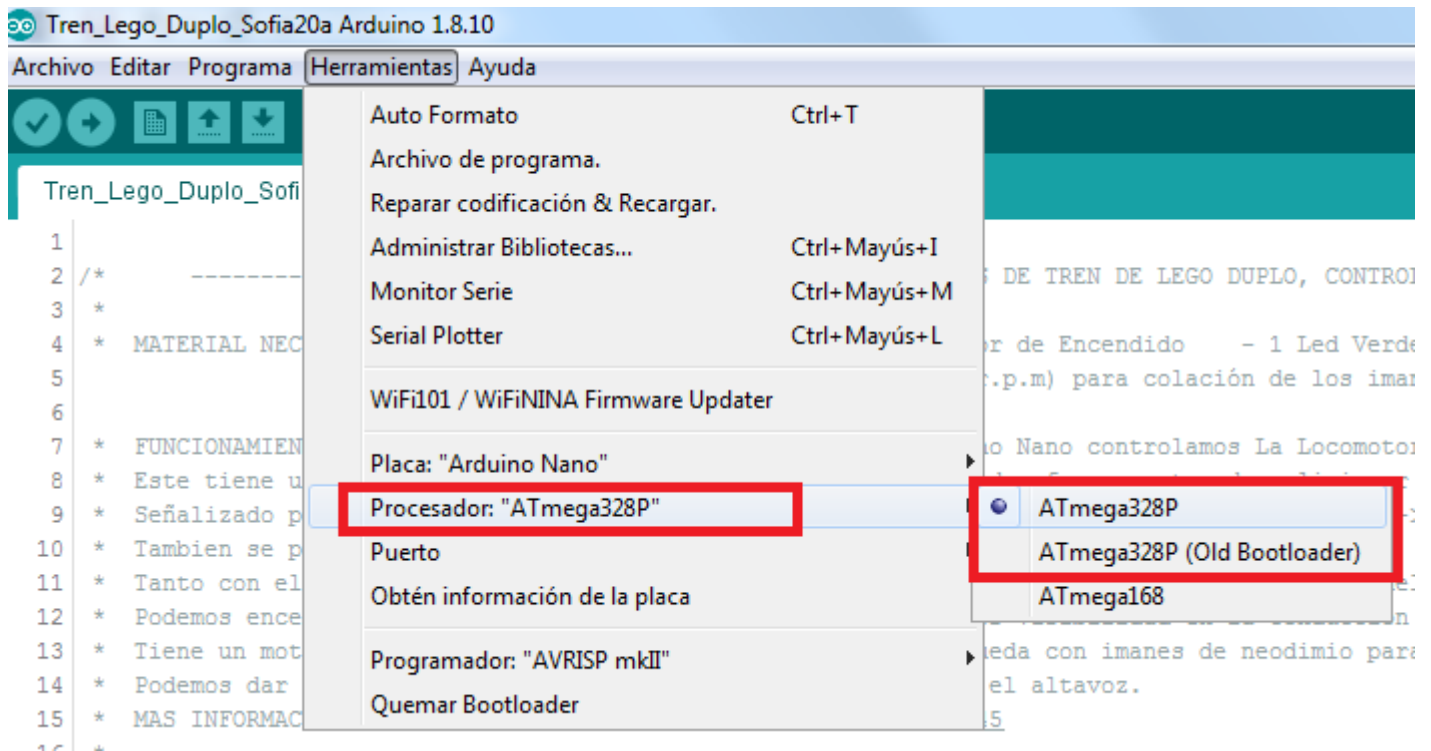 Tren_Lego_Duplo_Sofia20a Arduino 1.8.10
Archivo Editar Programa Herramientas Ayuda
Auto Formato Ctrl+T
Archivo de programa.
Reparar codificación & Recargar.
Administrar Bibliotecas... Ctrl+Mayús+I
Monitor Serie Ctrl+Mayús+M
Serial Plotter Ctrl+Mayús+L
WiFi101 / WiFiNINA Firmware Updater
Placa: "Arduino Nano"
Procesador: "ATmega328P"
Puerto
Obtén información de la placa
Programador: "AVRISP mkII"
Quemar Bootloader
ATmega328P
ATmega328P (Old Bootloader)
ATmega168
Tren_Lego_Duplo_Sofi
1
2 /* -------- DE TREN DE LEGO DUPLO, CONTROL
3 *
4 * MATERIAL NEC de Encendido - 1 Led Verde
5 r.p.m) para colación de los iman
6
7 * FUNCIONAMIEN Nano controlamos La Locomotor
8 * Este tiene u
9 * Señalizado p
10 * Tambien se p
11 * Tanto con el
12 * Podemos ence
13 * Tiene un mot ueda con imanes de neodimio para
14 * Podemos dar el altavoz.
15 * MAS INFORMAC 5